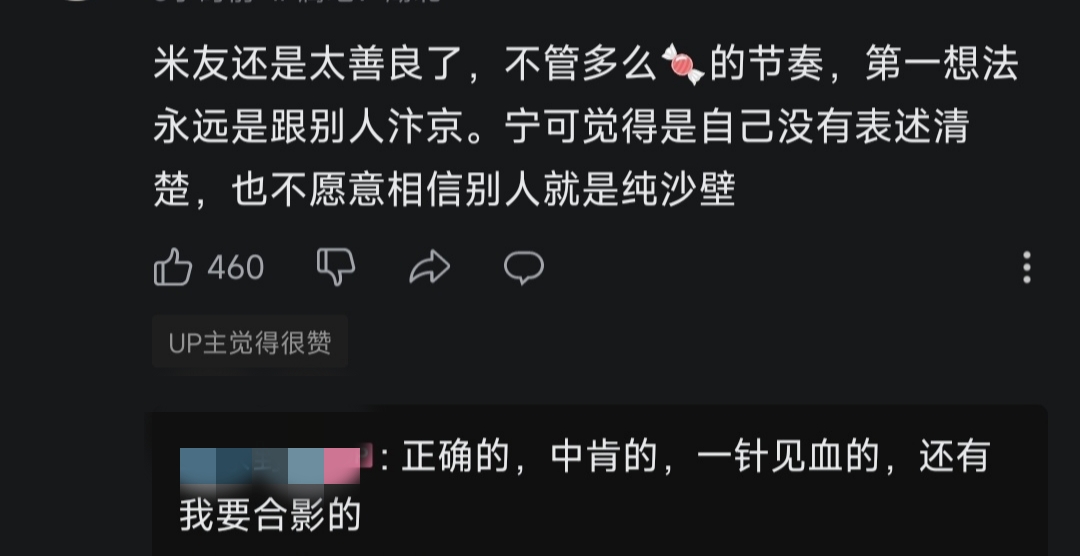 米友还是太善良了，不管多么🍬的节奏，第一想法
永远是跟别人汴京。宁可觉得是自己没有表述清
楚，也不愿意相信别人就是纯沙壁
460
UP主觉得很赞
: 正确的，中肯的，一针见血的，还有
我要合影的